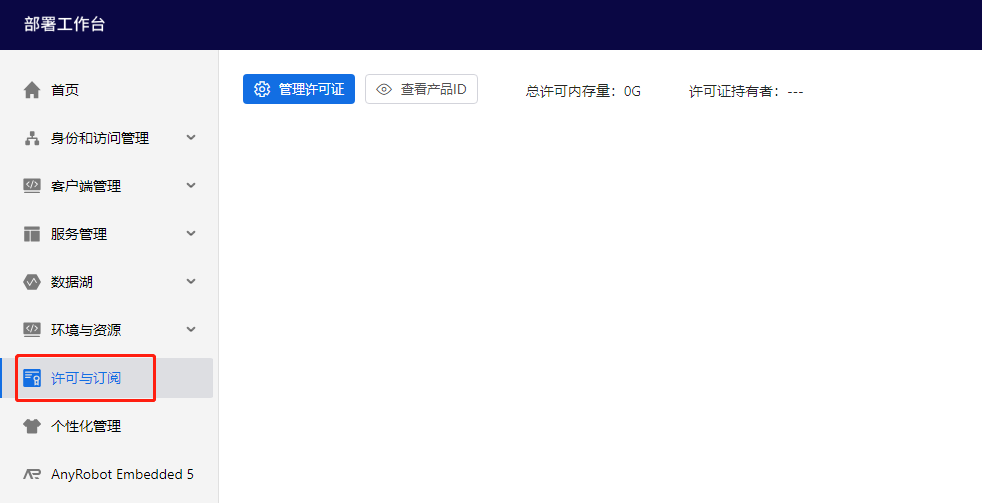 部署工作台
首页
身份和访问管理
客户端管理
服务管理
数据湖
环境与资源
许可与订阅
个性化管理
AnyRobot Embedded 5
管理许可证 查看产品ID 总许可内存量：0G 许可证持有者：---